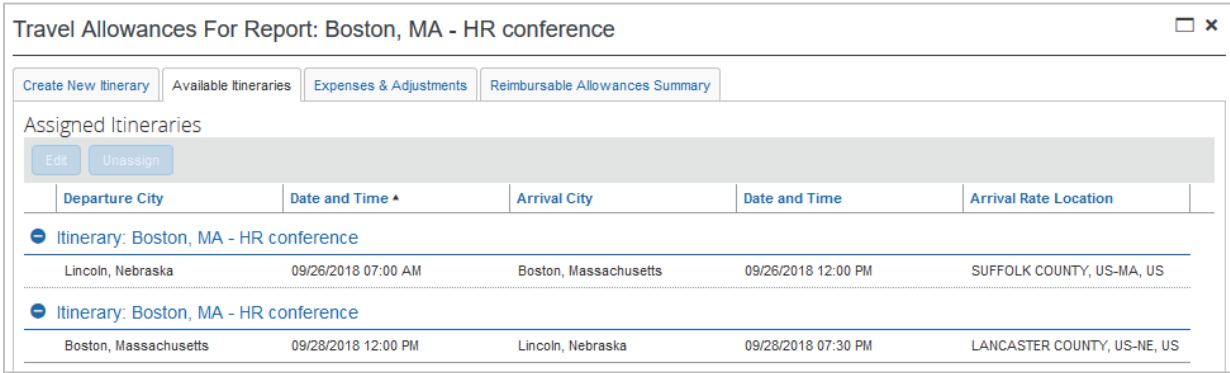 Travel Allowances For Report: Boston, MA - HR conference
Create New Itinerary Available Itineraries Expenses & Adjustments Reimbursable Allowances Summary
Assigned Itineraries
Edit Unassign
Departure City Date and Time Arrival City Date and Time Arrival Rate Location
Itinerary: Boston, MA - HR conference
Lincoln, Nebraska 09/26/2018 07:00 AM Boston, Massachusetts 09/26/2018 12:00 PM SUFFOLK COUNTY, US-MA, US
Itinerary: Boston, MA - HR conference
Boston, Massachusetts 09/28/2018 12:00 PM Lincoln, Nebraska 09/28/2018 07:30 PM LANCASTER COUNTY, US-NE, US